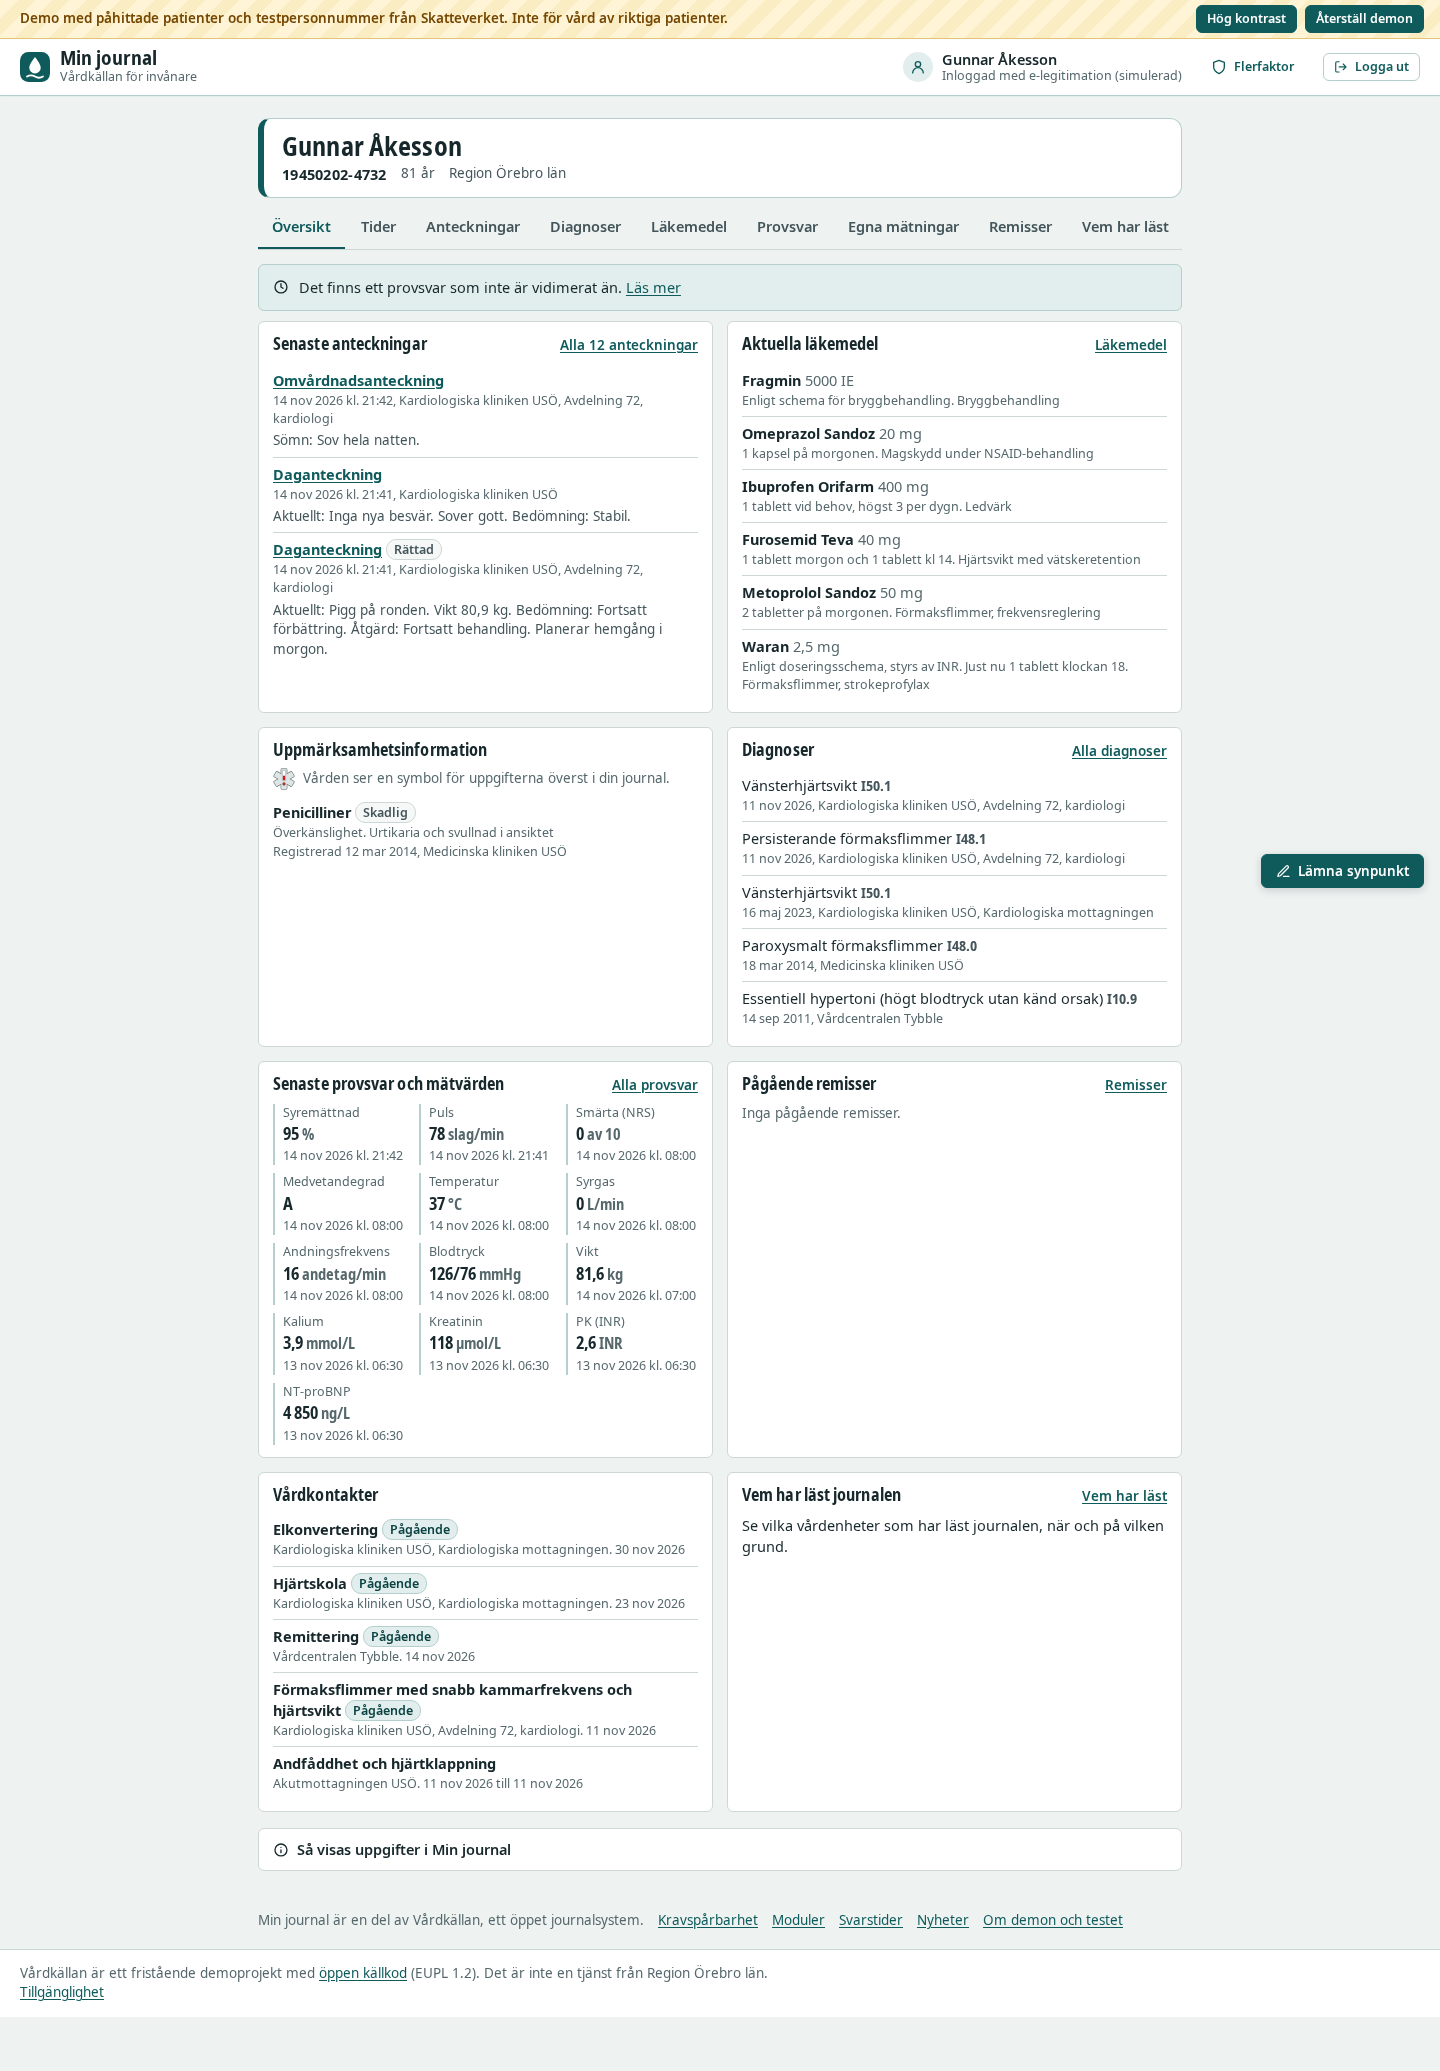 Demo med påhittade patienter och testpersonnummer från Skatteverket. Inte för vård av riktiga patienter.
Hög kontrast
Återställ demon
Min journal
Vårdkällan för invånare
Gunnar Åkesson
Inloggad med e-legitimation (simulerad)
Flerfaktor
Logga ut
Gunnar Åkesson
19450202-4732 81 år Region Örebro län
Översikt Tider Anteckningar Diagnoser Läkemedel Provsvar Egna mätningar Remisser Vem har läst
Det finns ett provsvar som inte är vidimerat än. Läs mer
Senaste anteckningar
Alla 12 anteckningar
Omvårdnadsanteckning
14 nov 2026 kl. 21:42, Kardiologiska kliniken USÖ, Avdelning 72,
kardiologi
Sömn: Sov hela natten.
Daganteckning
14 nov 2026 kl. 21:41, Kardiologiska kliniken USÖ
Aktuellt: Inga nya besvär. Sover gott. Bedömning: Stabil.
Daganteckning Rättad
14 nov 2026 kl. 21:41, Kardiologiska kliniken USÖ, Avdelning 72,
kardiologi
Aktuellt: Pigg på ronden. Vikt 80,9 kg. Bedömning: Fortsatt
förbättring. Åtgärd: Fortsatt behandling. Planerar hemgång i
morgon.
Aktuella läkemedel
Läkemedel
Fragmin 5000 IE
Enligt schema för bryggbehandling. Bryggbehandling
Omeprazol Sandoz 20 mg
1 kapsel på morgonen. Magskydd under NSAID-behandling
Ibuprofen Orifarm 400 mg
1 tablett vid behov, högst 3 per dygn. Ledvärk
Furosemid Teva 40 mg
1 tablett morgon och 1 tablett kl 14. Hjärtsvikt med vätskeretention
Metoprolol Sandoz 50 mg
2 tabletter på morgonen. Förmaksflimmer, frekvensreglering
Waran 2,5 mg
Enligt doseringsschema, styrs av INR. Just nu 1 tablett klockan 18.
Förmaksflimmer, strokeprofylax
Uppmärksamhetsinformation
Vården ser en symbol för uppgifterna överst i din journal.
Penicilliner Skadlig
Överkänslighet. Urtikaria och svullnad i ansiktet
Registrerad 12 mar 2014, Medicinska kliniken USÖ
Diagnoser
Alla diagnoser
Vänsterhjärtsvikt I50.1
11 nov 2026, Kardiologiska kliniken USÖ, Avdelning 72, kardiologi
Persisterande förmaksflimmer I48.1
11 nov 2026, Kardiologiska kliniken USÖ, Avdelning 72, kardiologi
Vänsterhjärtsvikt I50.1
16 maj 2023, Kardiologiska kliniken USÖ, Kardiologiska mottagningen
Paroxysmalt förmaksflimmer I48.0
18 mar 2014, Medicinska kliniken USÖ
Essentiell hypertoni (högt blodtryck utan känd orsak) I10.9
14 sep 2011, Vårdcentralen Tybble
Lämna synpunkt
Senaste provsvar och mätvärden
Alla provsvar
Syremättnad Puls Smärta (NRS)
95 % 78 slag/min 0 av 10
14 nov 2026 kl. 21:42 14 nov 2026 kl. 21:41 14 nov 2026 kl. 08:00
Medvetandegrad Temperatur Syrgas
A 37 °C 0 L/min
14 nov 2026 kl. 08:00 14 nov 2026 kl. 08:00 14 nov 2026 kl. 08:00
Andningsfrekvens Blodtryck Vikt
16 andetag/min 126/76 mmHg 81,6 kg
14 nov 2026 kl. 08:00 14 nov 2026 kl. 08:00 14 nov 2026 kl. 07:00
Kalium Kreatinin PK (INR)
3,9 mmol/L 118 µmol/L 2,6 INR
13 nov 2026 kl. 06:30 13 nov 2026 kl. 06:30 13 nov 2026 kl. 06:30
NT-proBNP
4 850 ng/L
13 nov 2026 kl. 06:30
Pågående remisser
Remisser
Inga pågående remisser.
Vårdkontakter
Elkonvertering Pågående
Kardiologiska kliniken USÖ, Kardiologiska mottagningen. 30 nov 2026
Hjärtskola Pågående
Kardiologiska kliniken USÖ, Kardiologiska mottagningen. 23 nov 2026
Remittering Pågående
Vårdcentralen Tybble. 14 nov 2026
Förmaksflimmer med snabb kammarfrekvens och
hjärtsvikt Pågående
Kardiologiska kliniken USÖ, Avdelning 72, kardiologi. 11 nov 2026
Andfåddhet och hjärtklappning
Akutmottagningen USÖ. 11 nov 2026 till 11 nov 2026
Vem har läst journalen
Vem har läst
Se vilka vårdenheter som har läst journalen, när och på vilken
grund.
Så visas uppgifter i Min journal
Min journal är en del av Vårdkällan, ett öppet journalsystem. Kravspårbarhet Moduler Svarstider Nyheter Om demon och testet
Vårdkällan är ett fristående demoprojekt med öppen källkod (EUPL 1.2). Det är inte en tjänst från Region Örebro län.
Tillgänglighet